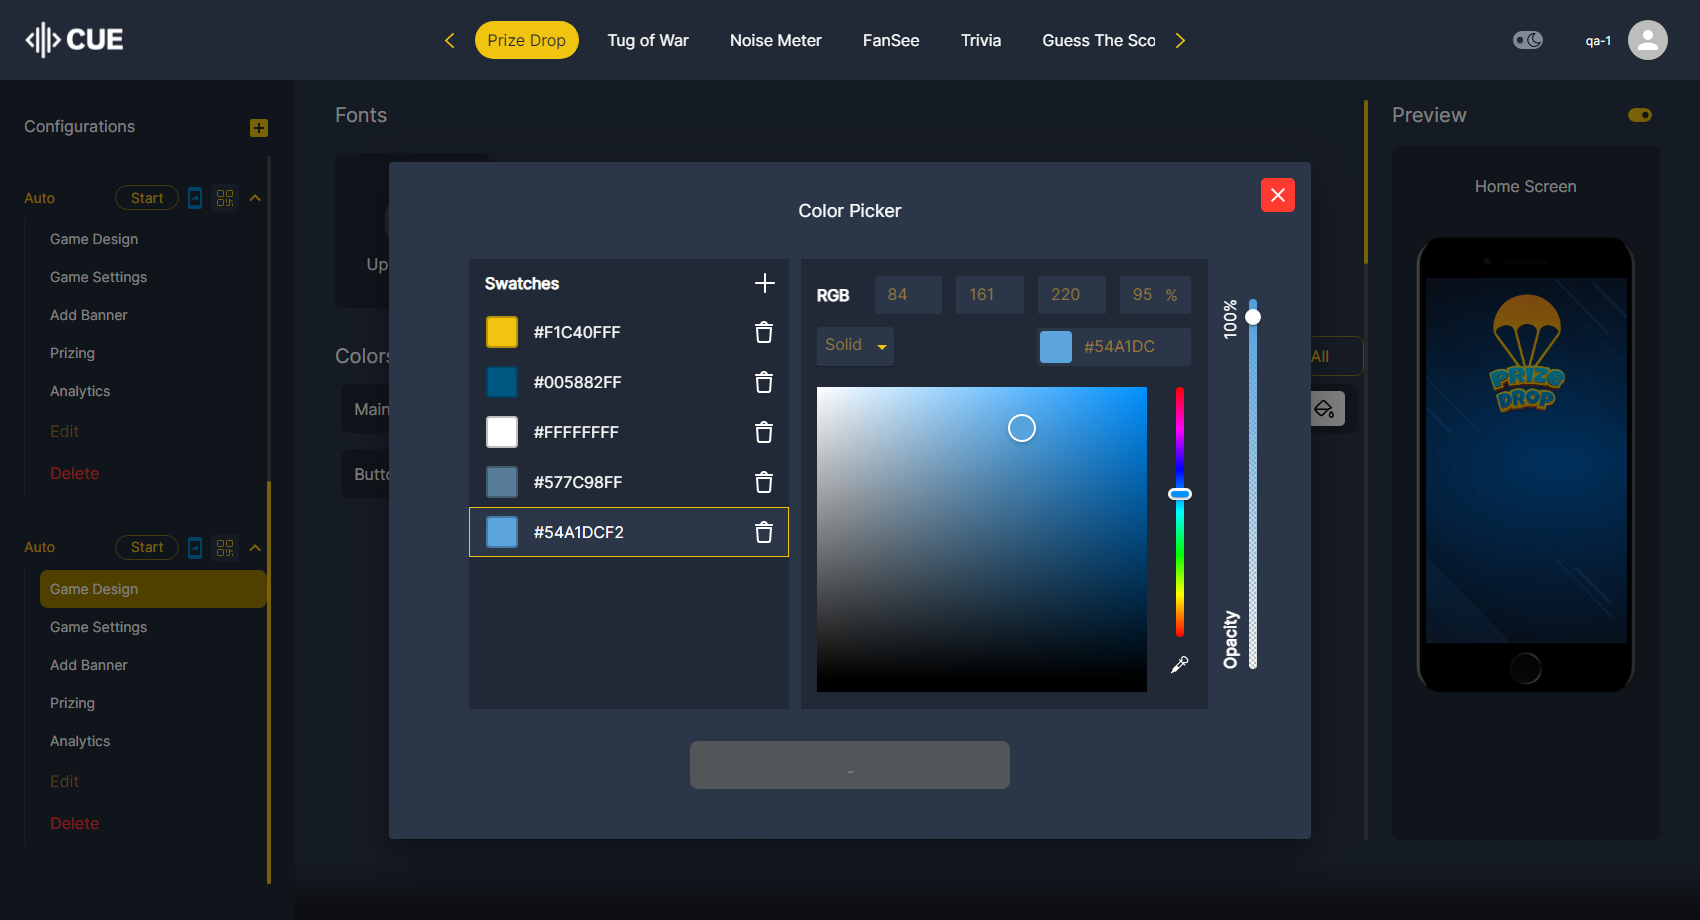 CUE
Prize Drop
Tug of War
Noise Meter
FanSee
Trivia
Guess The Sco
qa-1
Configurations
Auto
Start
Game Design
Game Settings
Add Banner
Prizing
Analytics
Edit
Delete
Auto
Start
Game Design
Game Settings
Add Banner
Prizing
Analytics
Edit
Delete
Fonts
Up
Colors
Main
Butto
All
Color Picker
Swatches
#F1C40FFF
#005882FF
#FFFFFFFF
#577C98FF
#54A1DCF2
RGB 84 161 220 95 %
Solid
#54A1DC
100%
Opacity
Preview
Home Screen
PRIZE
DROP